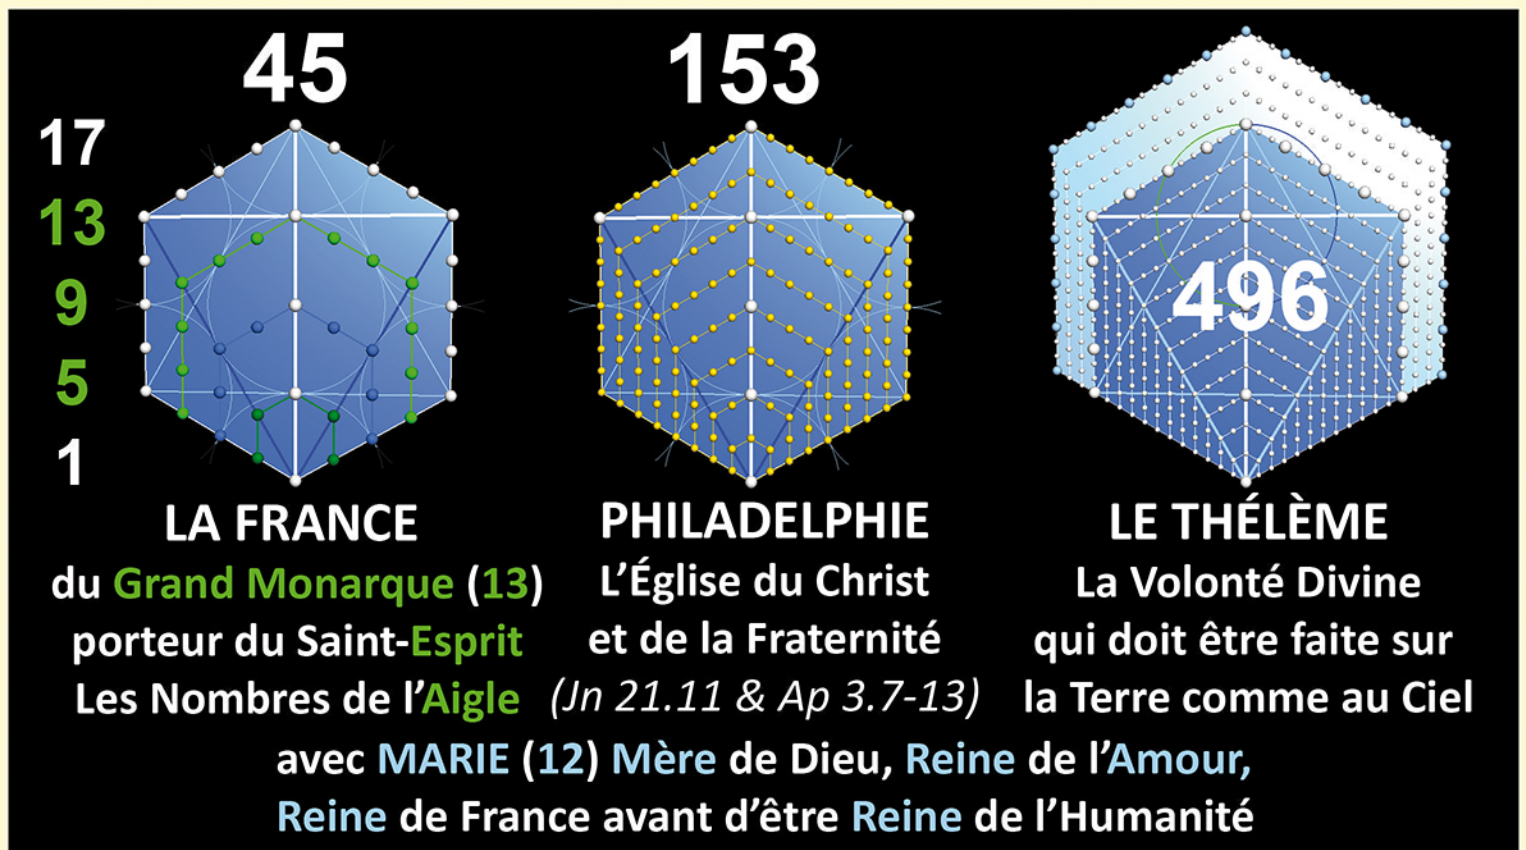 45
153
17
13
9
5
1
496
LA FRANCE
du Grand Monarque (13)
porteur du Saint-Esprit
Les Nombres de l’Aigle
PHILADELPHIE
L’Église du Christ
et de la Fraternité
(Jn 21.11 & Ap 3.7-13)
LE THÉLÈME
La Volonté Divine
qui doit être faite sur
la Terre comme au Ciel
avec MARIE (12) Mère de Dieu, Reine de l’Amour,
Reine de France avant d’être Reine de l’Humanité